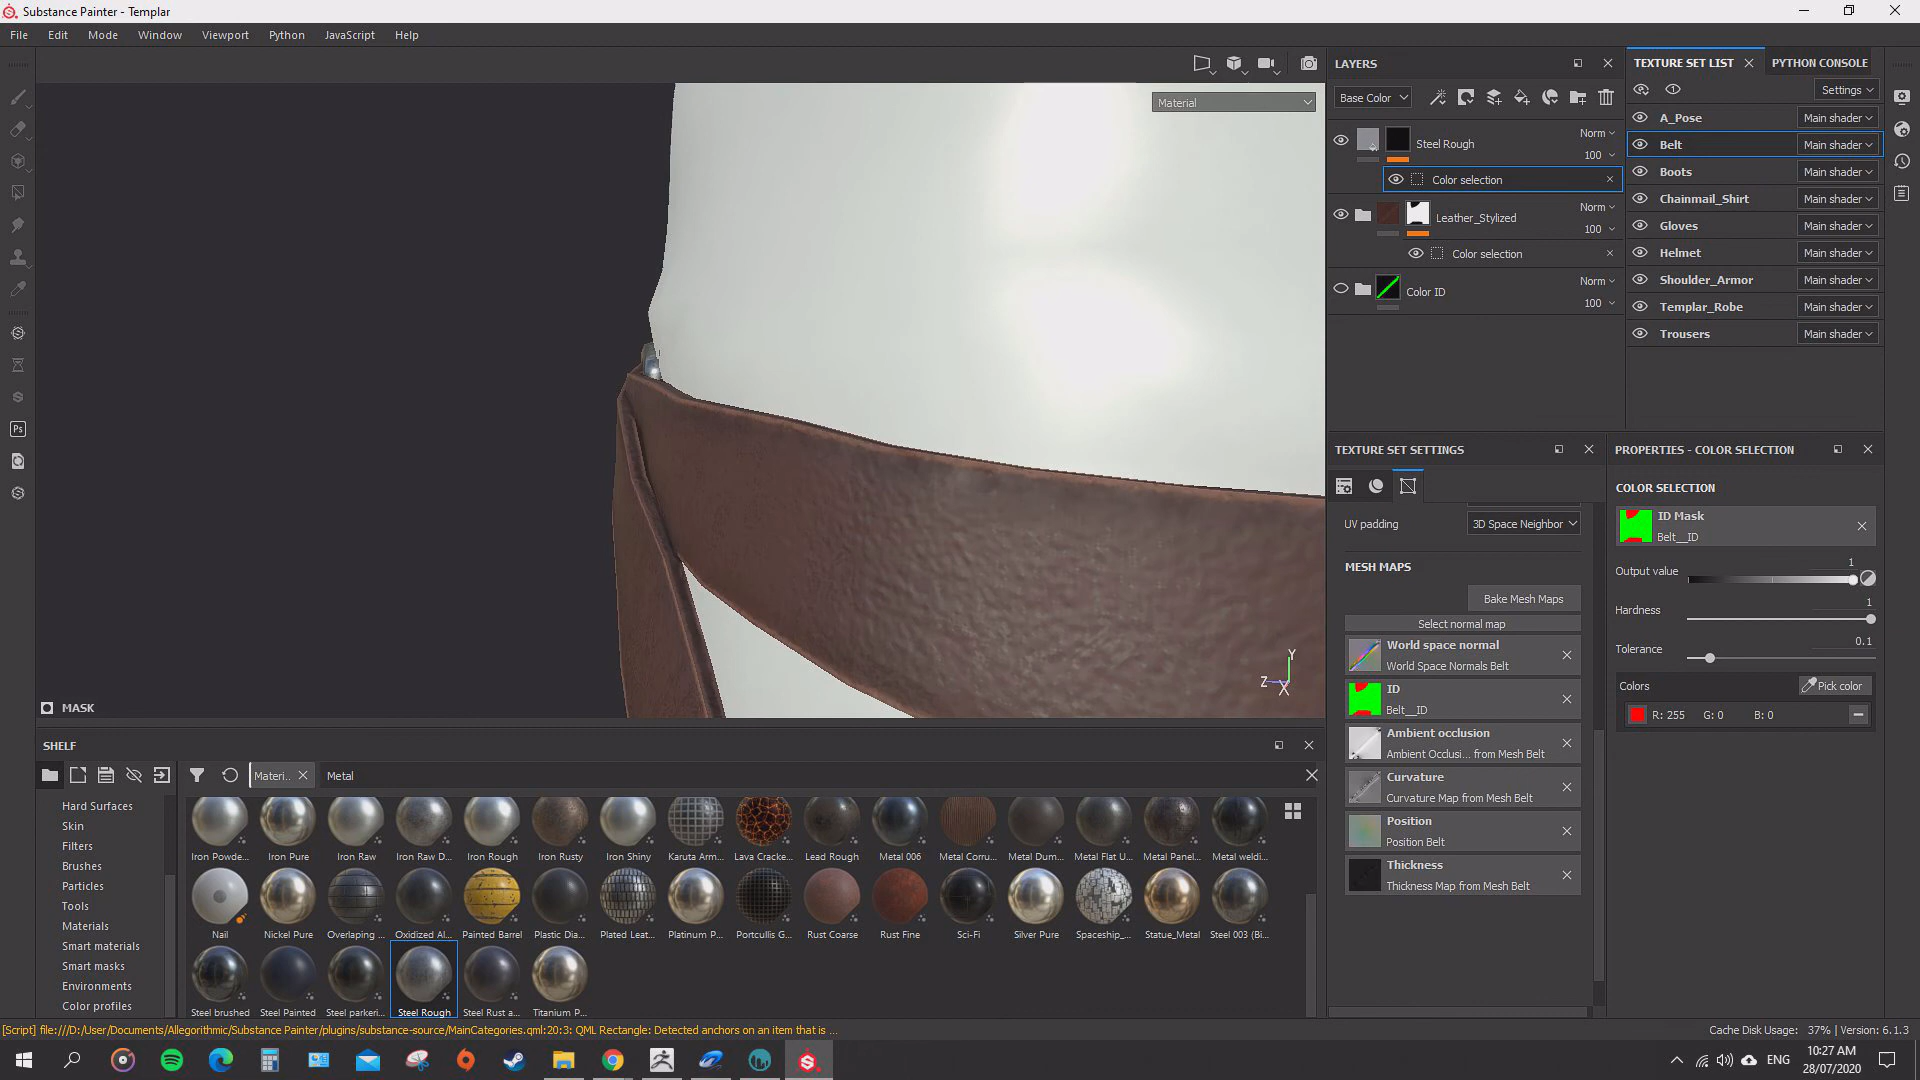 Substance Painter - Templar
File Edit Mode Window Viewport Python JavaScript Help
Material
MASK
Y
Z X
LAYERS
Base Color
Steel Rough
Norm
100
Color selection
Leather_Stylized
Norm
100
Color selection
Color ID
Norm
100
TEXTURE SET LIST
PYTHON CONSOLE
Settings
A_Pose Main shader
Belt Main shader
Boots Main shader
Chainmail_Shirt Main shader
Gloves Main shader
Helmet Main shader
Shoulder_Armor Main shader
Templar_Robe Main shader
Trousers Main shader
TEXTURE SET SETTINGS
UV padding 3D Space Neighbor
MESH MAPS
Bake Mesh Maps
Select normal map
World space normal
World Space Normals Belt
ID
Belt__ID
Ambient occlusion
Ambient Occlusi... from Mesh Belt
Curvature
Curvature Map from Mesh Belt
Position
Position Belt
Thickness
Thickness Map from Mesh Belt
PROPERTIES - COLOR SELECTION
COLOR SELECTION
ID Mask
Belt__ID
Output value 1
Hardness 1
Tolerance 0.1
Colors Pick color
R: 255 G: 0 B: 0
SHELF
Materi.. Metal
Hard Surfaces
Skin
Filters
Brushes
Particles
Tools
Materials
Smart materials
Smart masks
Environments
Color profiles
Iron Powde... Iron Pure Iron Raw Iron Raw D... Iron Rough Iron Rusty Iron Shiny Karuta Arm... Lava Cracke... Lead Rough Metal 006 Metal Corru... Metal Dum... Metal Flat U... Metal Panel... Metal weldi...
Nail Nickel Pure Overlaping ... Oxidized Al... Painted Barrel Plastic Dia... Plated Leat... Platinum P... Portcullis G... Rust Coarse Rust Fine Sci-Fi Silver Pure Spaceship_... Statue_Metal Steel 003 (Bi...
Steel brushed Steel Painted Steel parkeri... Steel Rough Steel Rust a... Titanium P...
[Script] file:///D:/User/Documents/Allegorithmic/Substance Painter/plugins/substance-source/MainCategories.qml:20:3: QML Rectangle: Detected anchors on an item that is ...
Cache Disk Usage: 37% | Version: 6.1.3
Ps
ENG
10:27 AM
28/07/2020